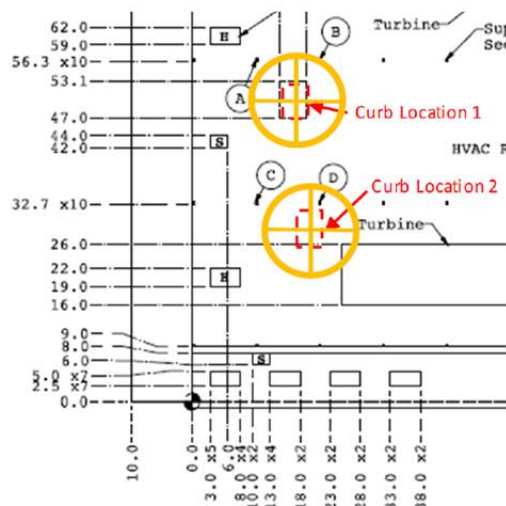 62.0
59.0
H
B
Turbine
Sup
56.3 x10
See
53.1
A
47.0
Curb Location 1
44.0
42.0
S
HVAC F
C
D
Curb Location 2
32.7 x10
Turbine
26.0
22.0
19.0
H
16.0
9.0
8.0
6.0
S
5.0 x7
2.5 x7
0.0
10.0
0.0
3.0 x5
6.0
8.0 x4
10.0 x2
13.0 x4
18.0 x2
23.0 x2
28.0 x2
33.0 x2
38.0 x2